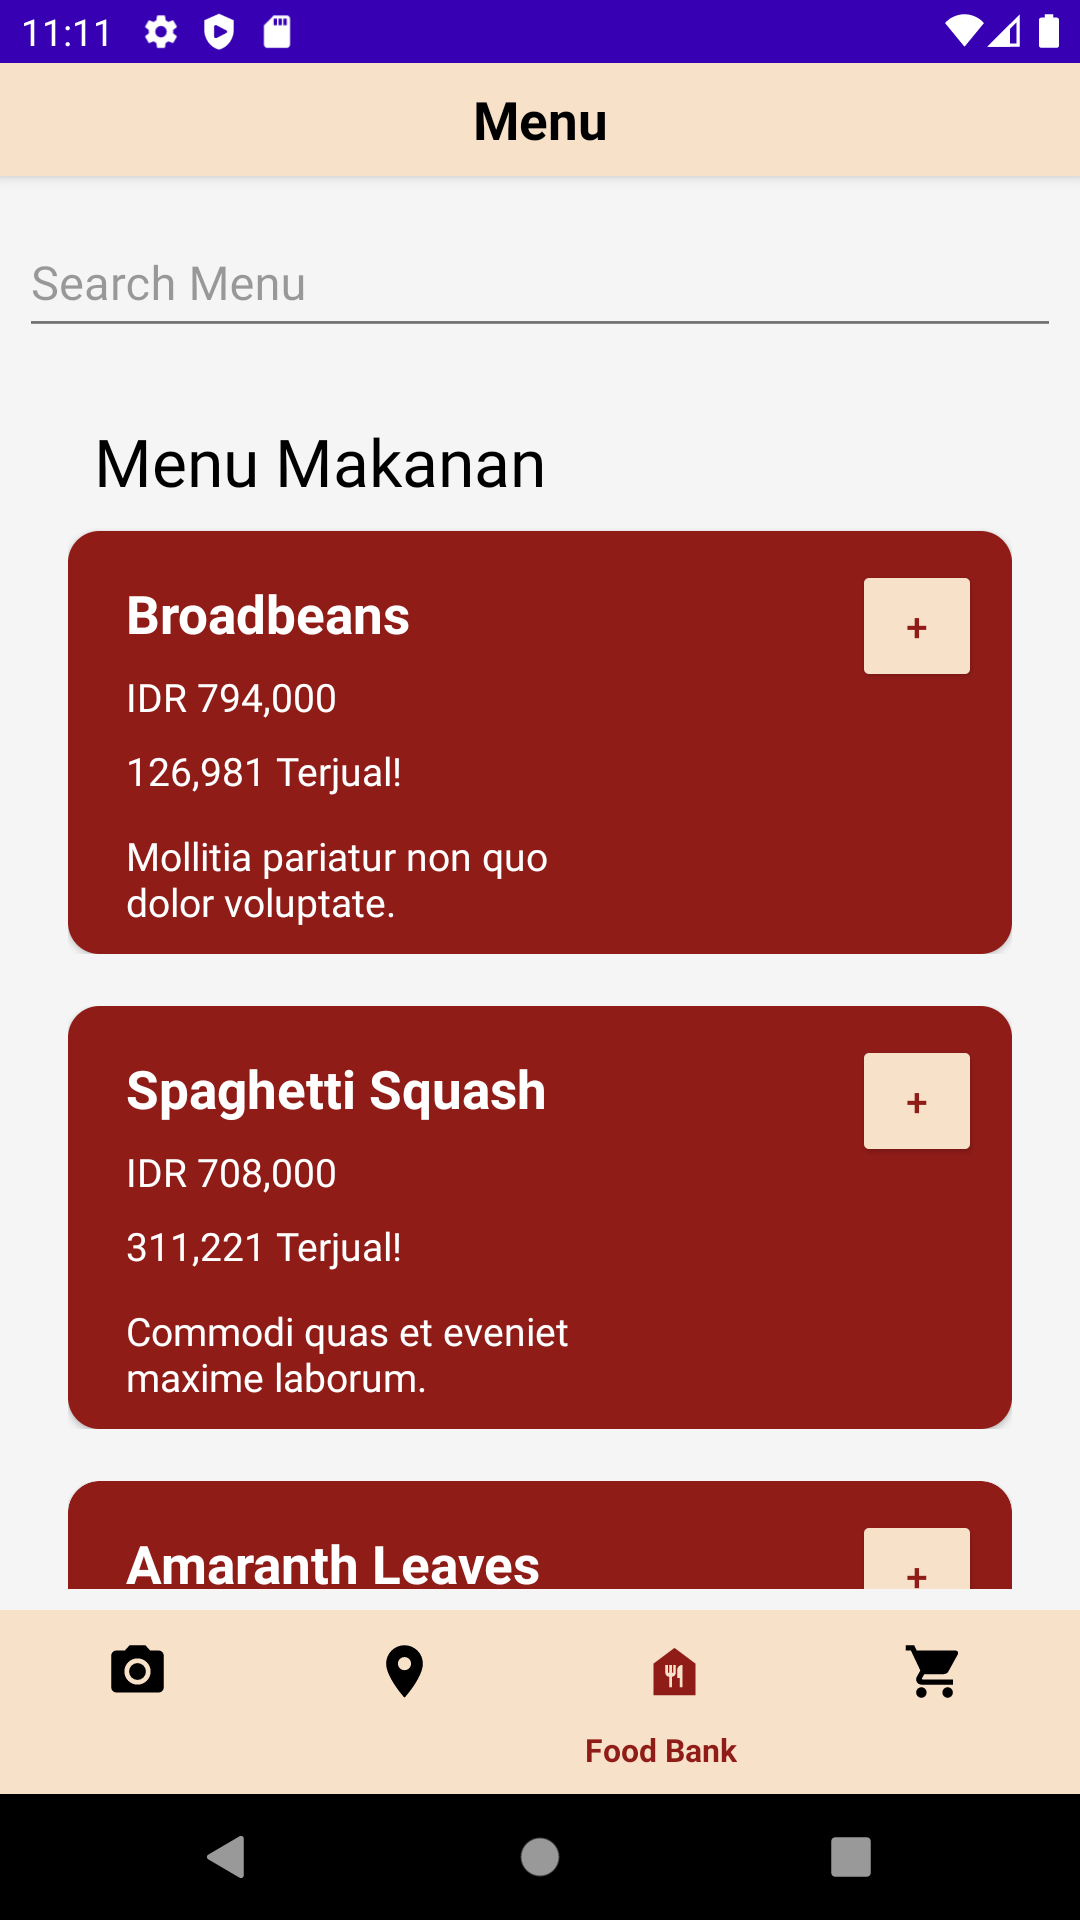 11:11
Menu
Search Menu
Menu Makanan
Broadbeans
+
IDR 794,000
126,981 Terjual!
Mollitia pariatur non quo
dolor voluptate.
Spaghetti Squash
+
IDR 708,000
311,221 Terjual!
Commodi quas et eveniet
maxime laborum.
Amaranth Leaves
+
Food Bank